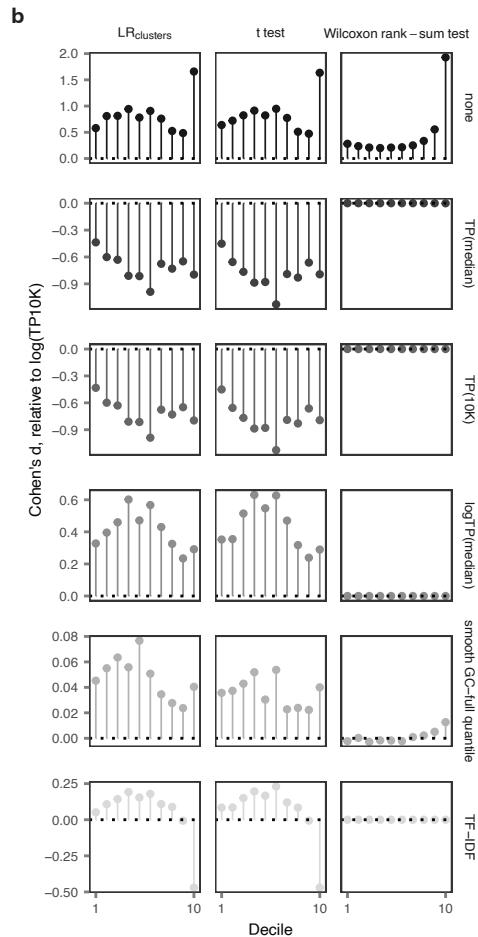 b
LRclusters
t test
Wilcoxon rank−sum test
Cohen's d, relative to log(TP10K)
2.0
1.5
1.0
0.5
0.0
none
0.0
−0.3
−0.6
−0.9
TP(median)
0.0
−0.3
−0.6
−0.9
TP(10K)
0.6
0.4
0.2
0.0
logTP(median)
0.08
0.06
0.04
0.02
0.00
smooth GC−full quantile
0.25
0.00
−0.25
−0.50
TF−IDF
1 10 1 10 1 10
Decile